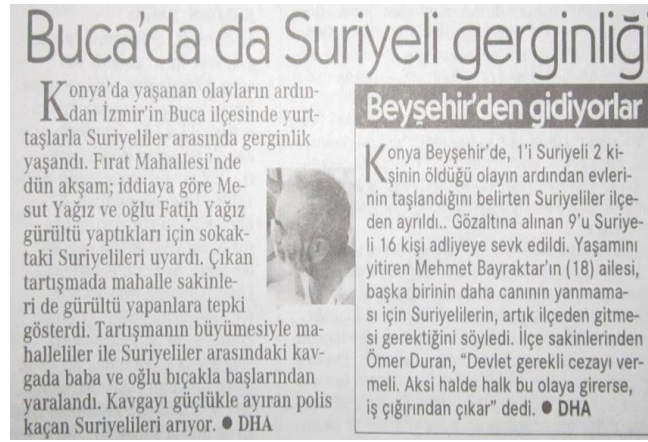 Buca'da da Suriyeli gerginliği
Konya'da yaşanan olayların ardın-
dan İzmir'in Buca ilçesinde yurt-
taşlarla Suriyeliler arasında gerginlik
yaşandı. Fırat Mahallesi'nde
dün akşam; iddiaya göre Me-
sut Yağız ve oğlu Fatih Yağız
gürültü yaptıkları için sokak-
taki Suriyelileri uyardı. Çıkan
tartışmada mahalle sakinle-
ri de gürültü yapanlara tepki
gösterdi. Tartışmanın büyümesiyle ma-
halleliler ile Suriyeliler arasındaki kav-
gada baba ve oğlu bıçakla başlarından
yaralandı. Kavgayı güçlükle ayıran polis
kaçan Suriyelileri arıyor. ● DHA
Beyşehir'den gidiyorlar
Konya Beyşehir'de, 1'i Suriyeli 2 ki-
şinin öldüğü olayın ardından evleri-
nin taşlandığını belirten Suriyeliler ilçe-
den ayrıldı.. Gözaltına alınan 9'u Suriye-
li 16 kişi adliyeye sevk edildi. Yaşamını
yitiren Mehmet Bayraktar'ın (18) ailesi,
başka birinin daha canının yanmama-
sı için Suriyelilerin, artık ilçeden gitme-
si gerektiğini söyledi. İlçe sakinlerinden
Ömer Duran, "Devlet gerekli cezayı ver-
meli. Aksi halde halk bu olaya girerse,
iş çığırından çıkar" dedi. ● DHA